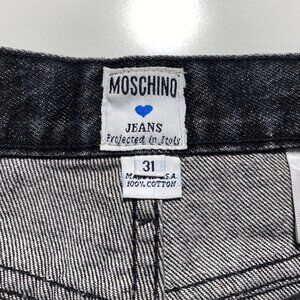 MOSCHINO
JEANS
Projected in Italy
31
MADE IN U.S.A.
100% COTTON